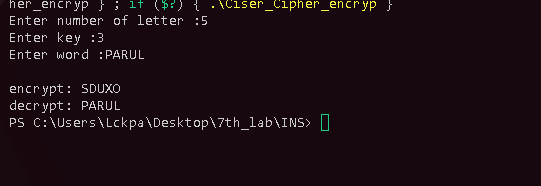 her_encryp } ; if ($?) { .\Ciser_Cipher_encryp }
Enter number of letter :5
Enter key :3
Enter word :PARUL
encrypt: SDUXO
decrypt: PARUL
PS C:\Users\Lckpa\Desktop\7th_lab\INS>